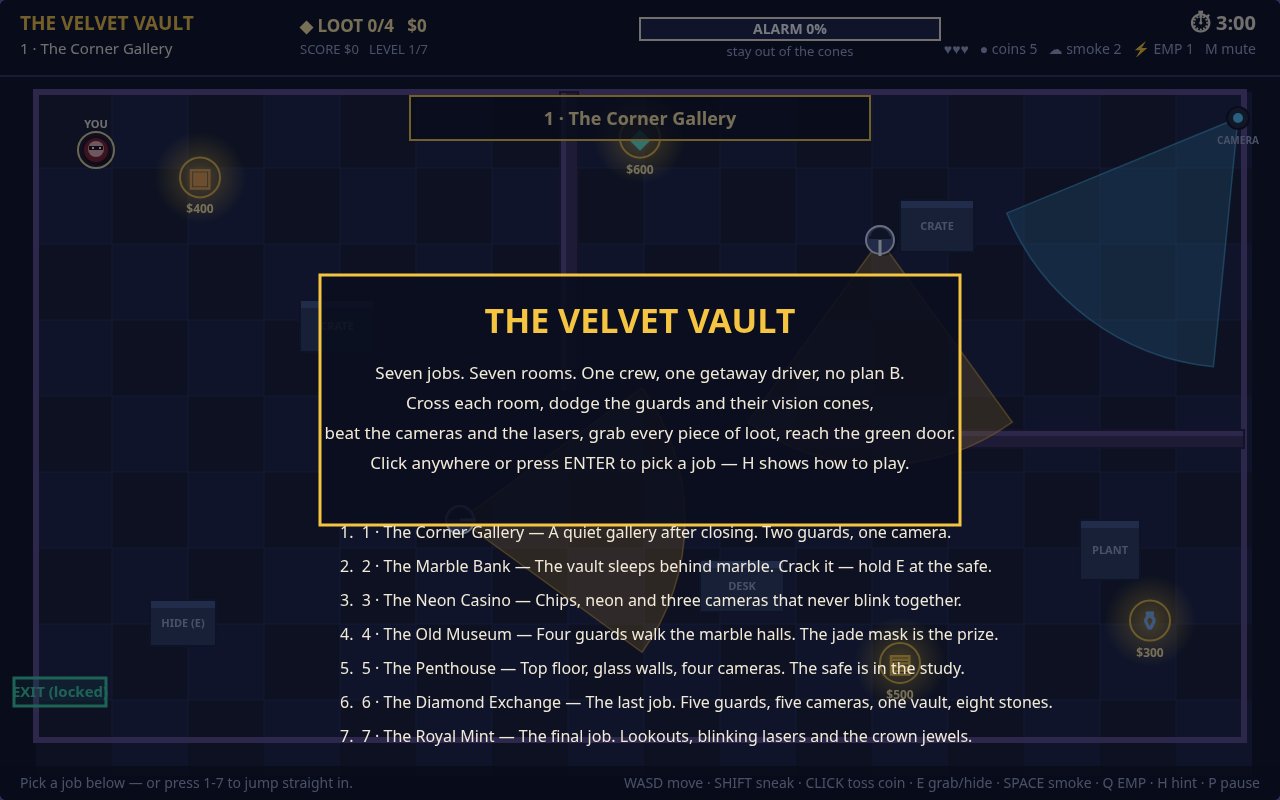 THE VELVET VAULT
◆ LOOT 0/4 $0
ALARM 0%
⏱ 3:00
1 · The Corner Gallery
SCORE $0 LEVEL 1/7
stay out of the cones
♥♥♥ ● coins 5 ☁ smoke 2 ⚡ EMP 1 M mute
1 · The Corner Gallery
YOU
CAMERA
$600
$400
CRATE
CRATE
THE VELVET VAULT
Seven jobs. Seven rooms. One crew, one getaway driver, no plan B.
Cross each room, dodge the guards and their vision cones,
beat the cameras and the lasers, grab every piece of loot, reach the green door.
Click anywhere or press ENTER to pick a job — H shows how to play.
1. 1 · The Corner Gallery — A quiet gallery after closing. Two guards, one camera.
PLANT
2. 2 · The Marble Bank — The vault sleeps behind marble. Crack it — hold E at the safe.
DESK
3. 3 · The Neon Casino — Chips, neon and three cameras that never blink together.
HIDE (E)
4. 4 · The Old Museum — Four guards walk the marble halls. The jade mask is the prize.
$300
5. 5 · The Penthouse — Top floor, glass walls, four cameras. The safe is in the study.
EXIT (locked)
$500
6. 6 · The Diamond Exchange — The last job. Five guards, five cameras, one vault, eight stones.
7. 7 · The Royal Mint — The final job. Lookouts, blinking lasers and the crown jewels.
Pick a job below — or press 1-7 to jump straight in.
WASD move · SHIFT sneak · CLICK toss coin · E grab/hide · SPACE smoke · Q EMP · H hint · P pause